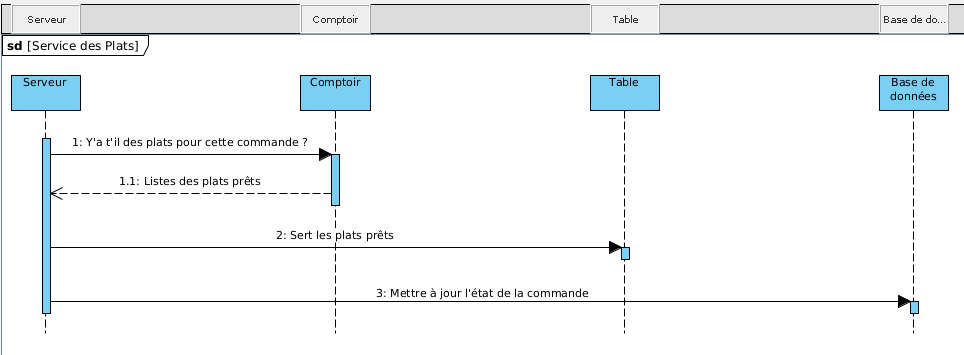 Serveur Comptoir Table Base de do...
sd [Service des Plats]
Serveur Comptoir Table Base de
données
1: Y'a t'il des plats pour cette commande ?
1.1: Listes des plats prêts
2: Sert les plats prêts
3: Mettre à jour l'état de la commande